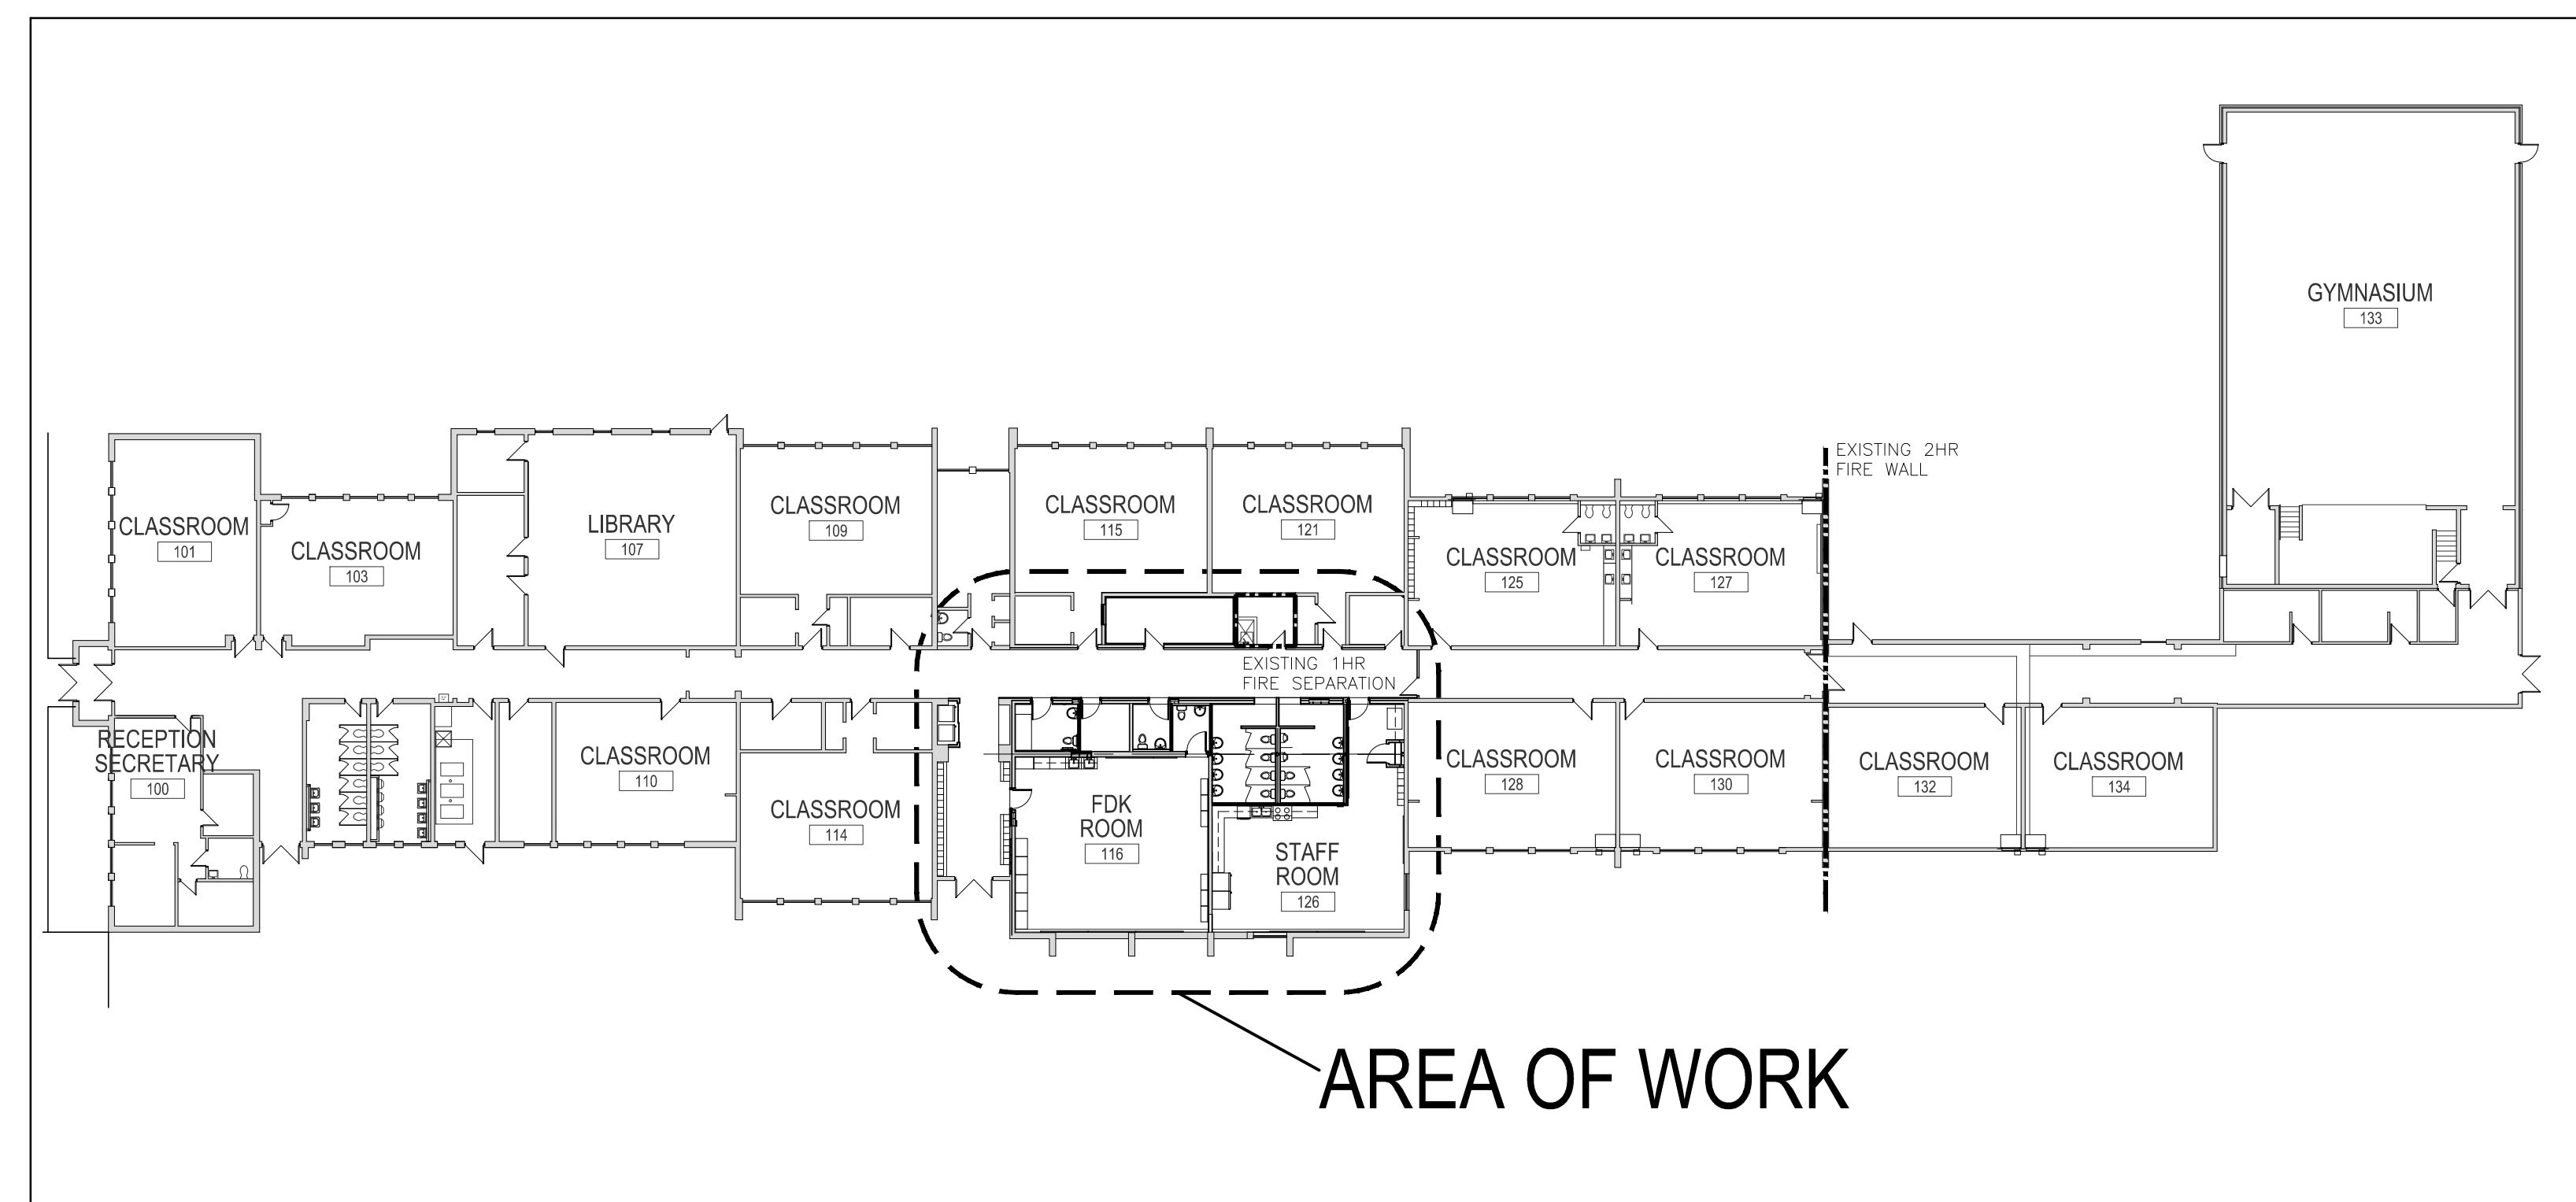 GYMNASIUM
133
EXISTING 2HR
FIRE WALL
CLASSROOM
101
CLASSROOM
103
LIBRARY
107
CLASSROOM
109
CLASSROOM
115
CLASSROOM
121
CLASSROOM
125
CLASSROOM
127
EXISTING 1HR
FIRE SEPARATION
RECEPTION
SECRETARY
100
CLASSROOM
110
CLASSROOM
114
FDK
ROOM
116
STAFF
ROOM
126
CLASSROOM
128
CLASSROOM
130
CLASSROOM
132
CLASSROOM
134
AREA OF WORK